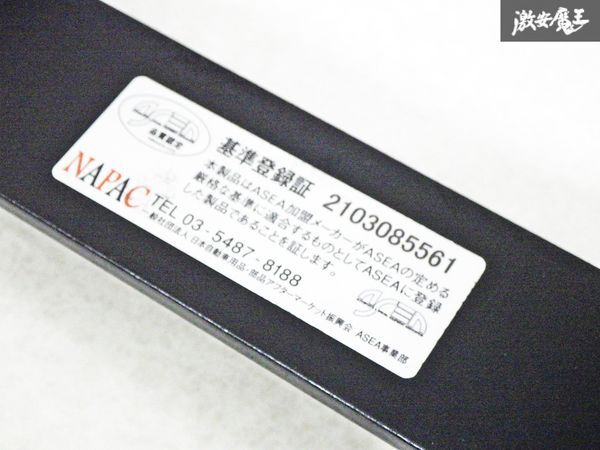 激安魔王
ASEA
品質認定
基準登録証 2103085561
本製品はASEA加盟メーカーがASEAの定める
厳格な基準に適合するものとしてASEAに登録
した製品であることを証します。
NAPAC TEL 03-5487-8188
一般社団法人 日本自動車用品・部品アフターマーケット振興会 ASEA事業部
ASEA